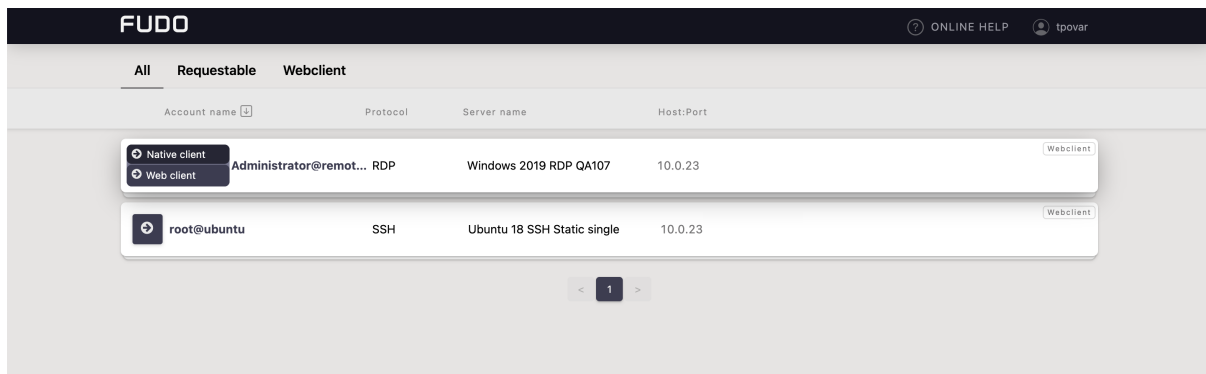 FUDO
? ONLINE HELP tpovar
All Requestable Webclient
Account name Protocol Server name Host:Port
Native client
Web client
Administrator@remot... RDP Windows 2019 RDP QA107 10.0.23
Webclient
root@ubuntu SSH Ubuntu 18 SSH Static single 10.0.23
Webclient
< 1 >